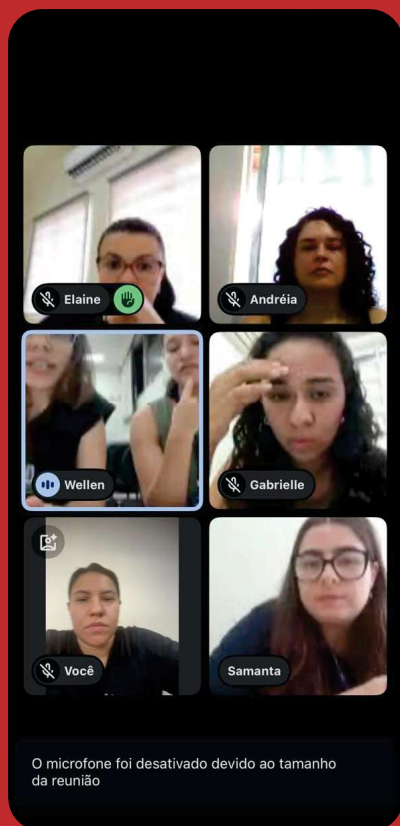 Elaine
Andréia
Wellen
Gabrielle
Você
Samanta
O microfone foi desativado devido ao tamanho
da reunião